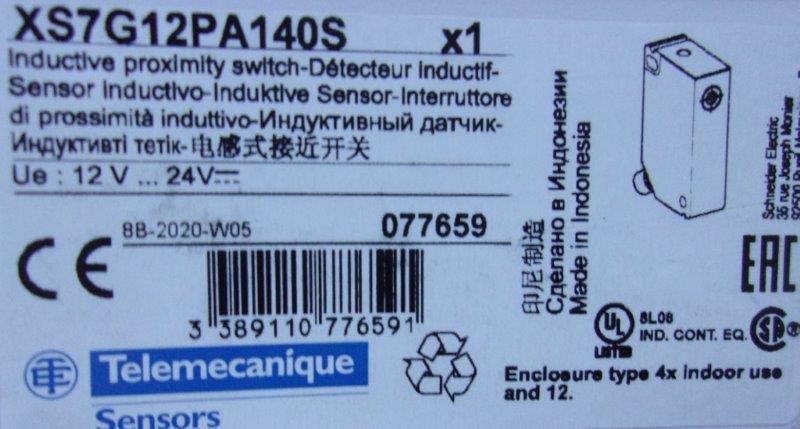 XS7G12PA140S x1
Inductive proximity switch-Détecteur inductif-
Sensor Inductivo-Induktive Sensor-Interruttore
di prossimità induttivo-Индуктивный датчик-
Индуктивті тетік-电感式接近开关
Ue : 12 V ... 24V
8B-2020-W05 077659
CE
3 389110 776591
Telemecanique
Sensors
印尼制造
Сделано в Индонезии
Made in Indonesia
Schneider Electric
35 rue Joseph Monier
EAC
UL
LISTED
8L08
IND. CONT. EQ.
SA ®
Enclosure type 4x indoor use
and 12.